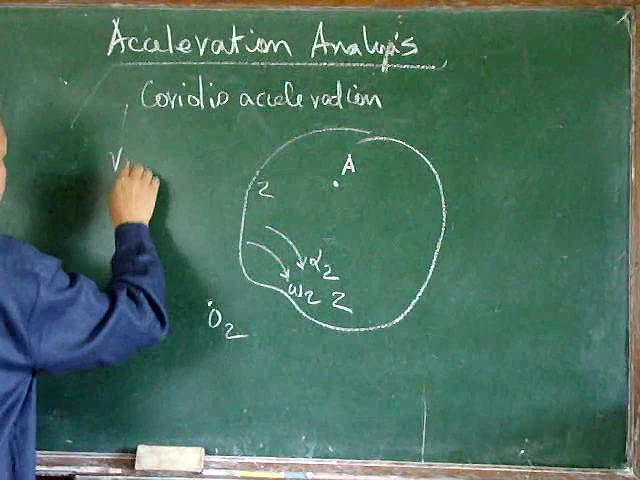 Acceleration Analysis
Coriolis acceleration
V
A
2
α2
ω2 2
O2